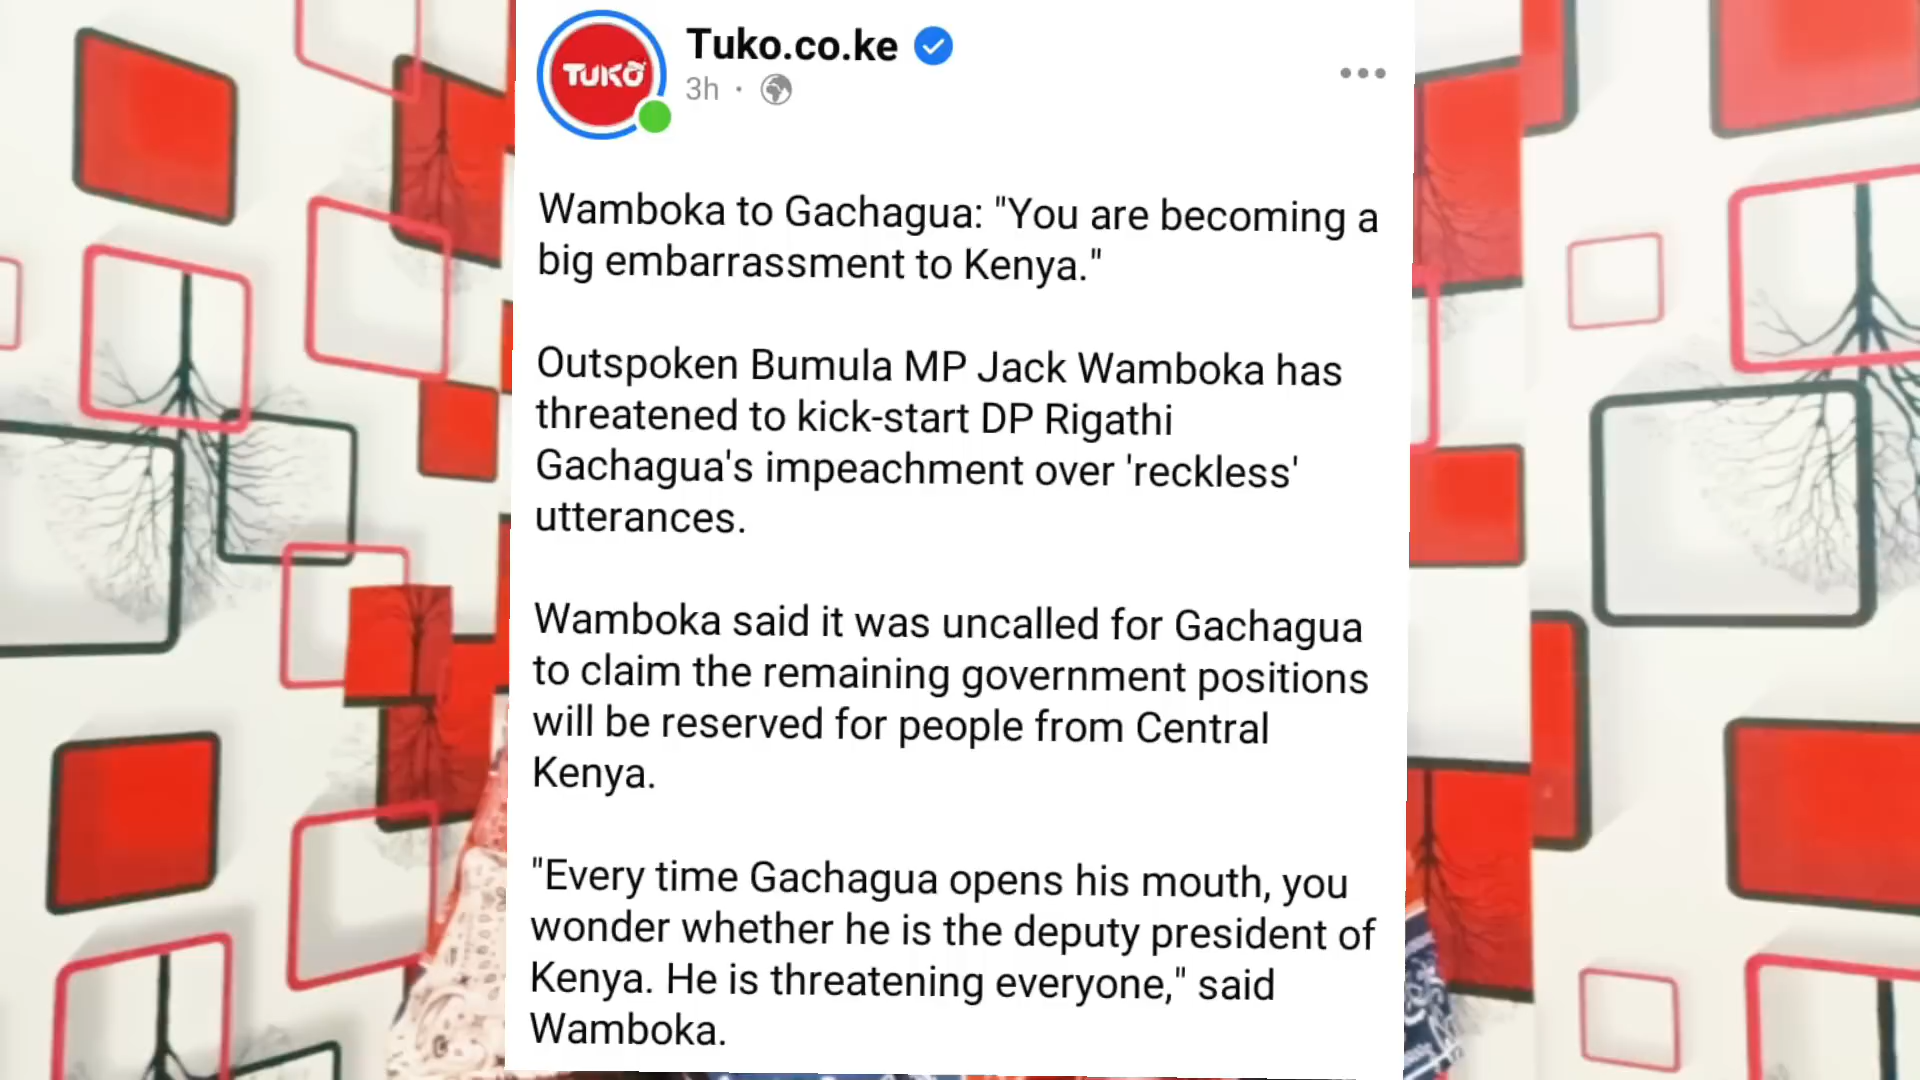 TUKO
Tuko.co.ke
3h ·
Wamboka to Gachagua: "You are becoming a
big embarrassment to Kenya."
Outspoken Bumula MP Jack Wamboka has
threatened to kick-start DP Rigathi
Gachagua's impeachment over 'reckless'
utterances.
Wamboka said it was uncalled for Gachagua
to claim the remaining government positions
will be reserved for people from Central
Kenya.
"Every time Gachagua opens his mouth, you
wonder whether he is the deputy president of
Kenya. He is threatening everyone," said
Wamboka.